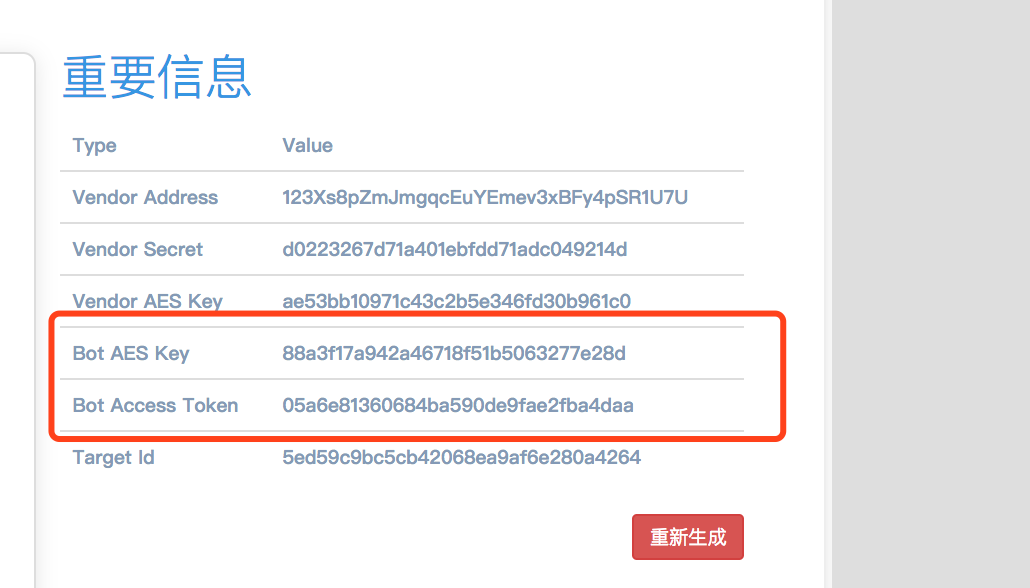 重要信息
Type Value
Vendor Address 123Xs8pZmJmgqcEuYEmev3xBFy4pSR1U7U
Vendor Secret d0223267d71a401ebfdd71adc049214d
Vendor AES Key ae53bb10971c43c2b5e346fd30b961c0
Bot AES Key 88a3f17a942a46718f51b5063277e28d
Bot Access Token 05a6e81360684ba590de9fae2fba4daa
Target Id 5ed59c9bc5cb42068ea9af6e280a4264
重新生成